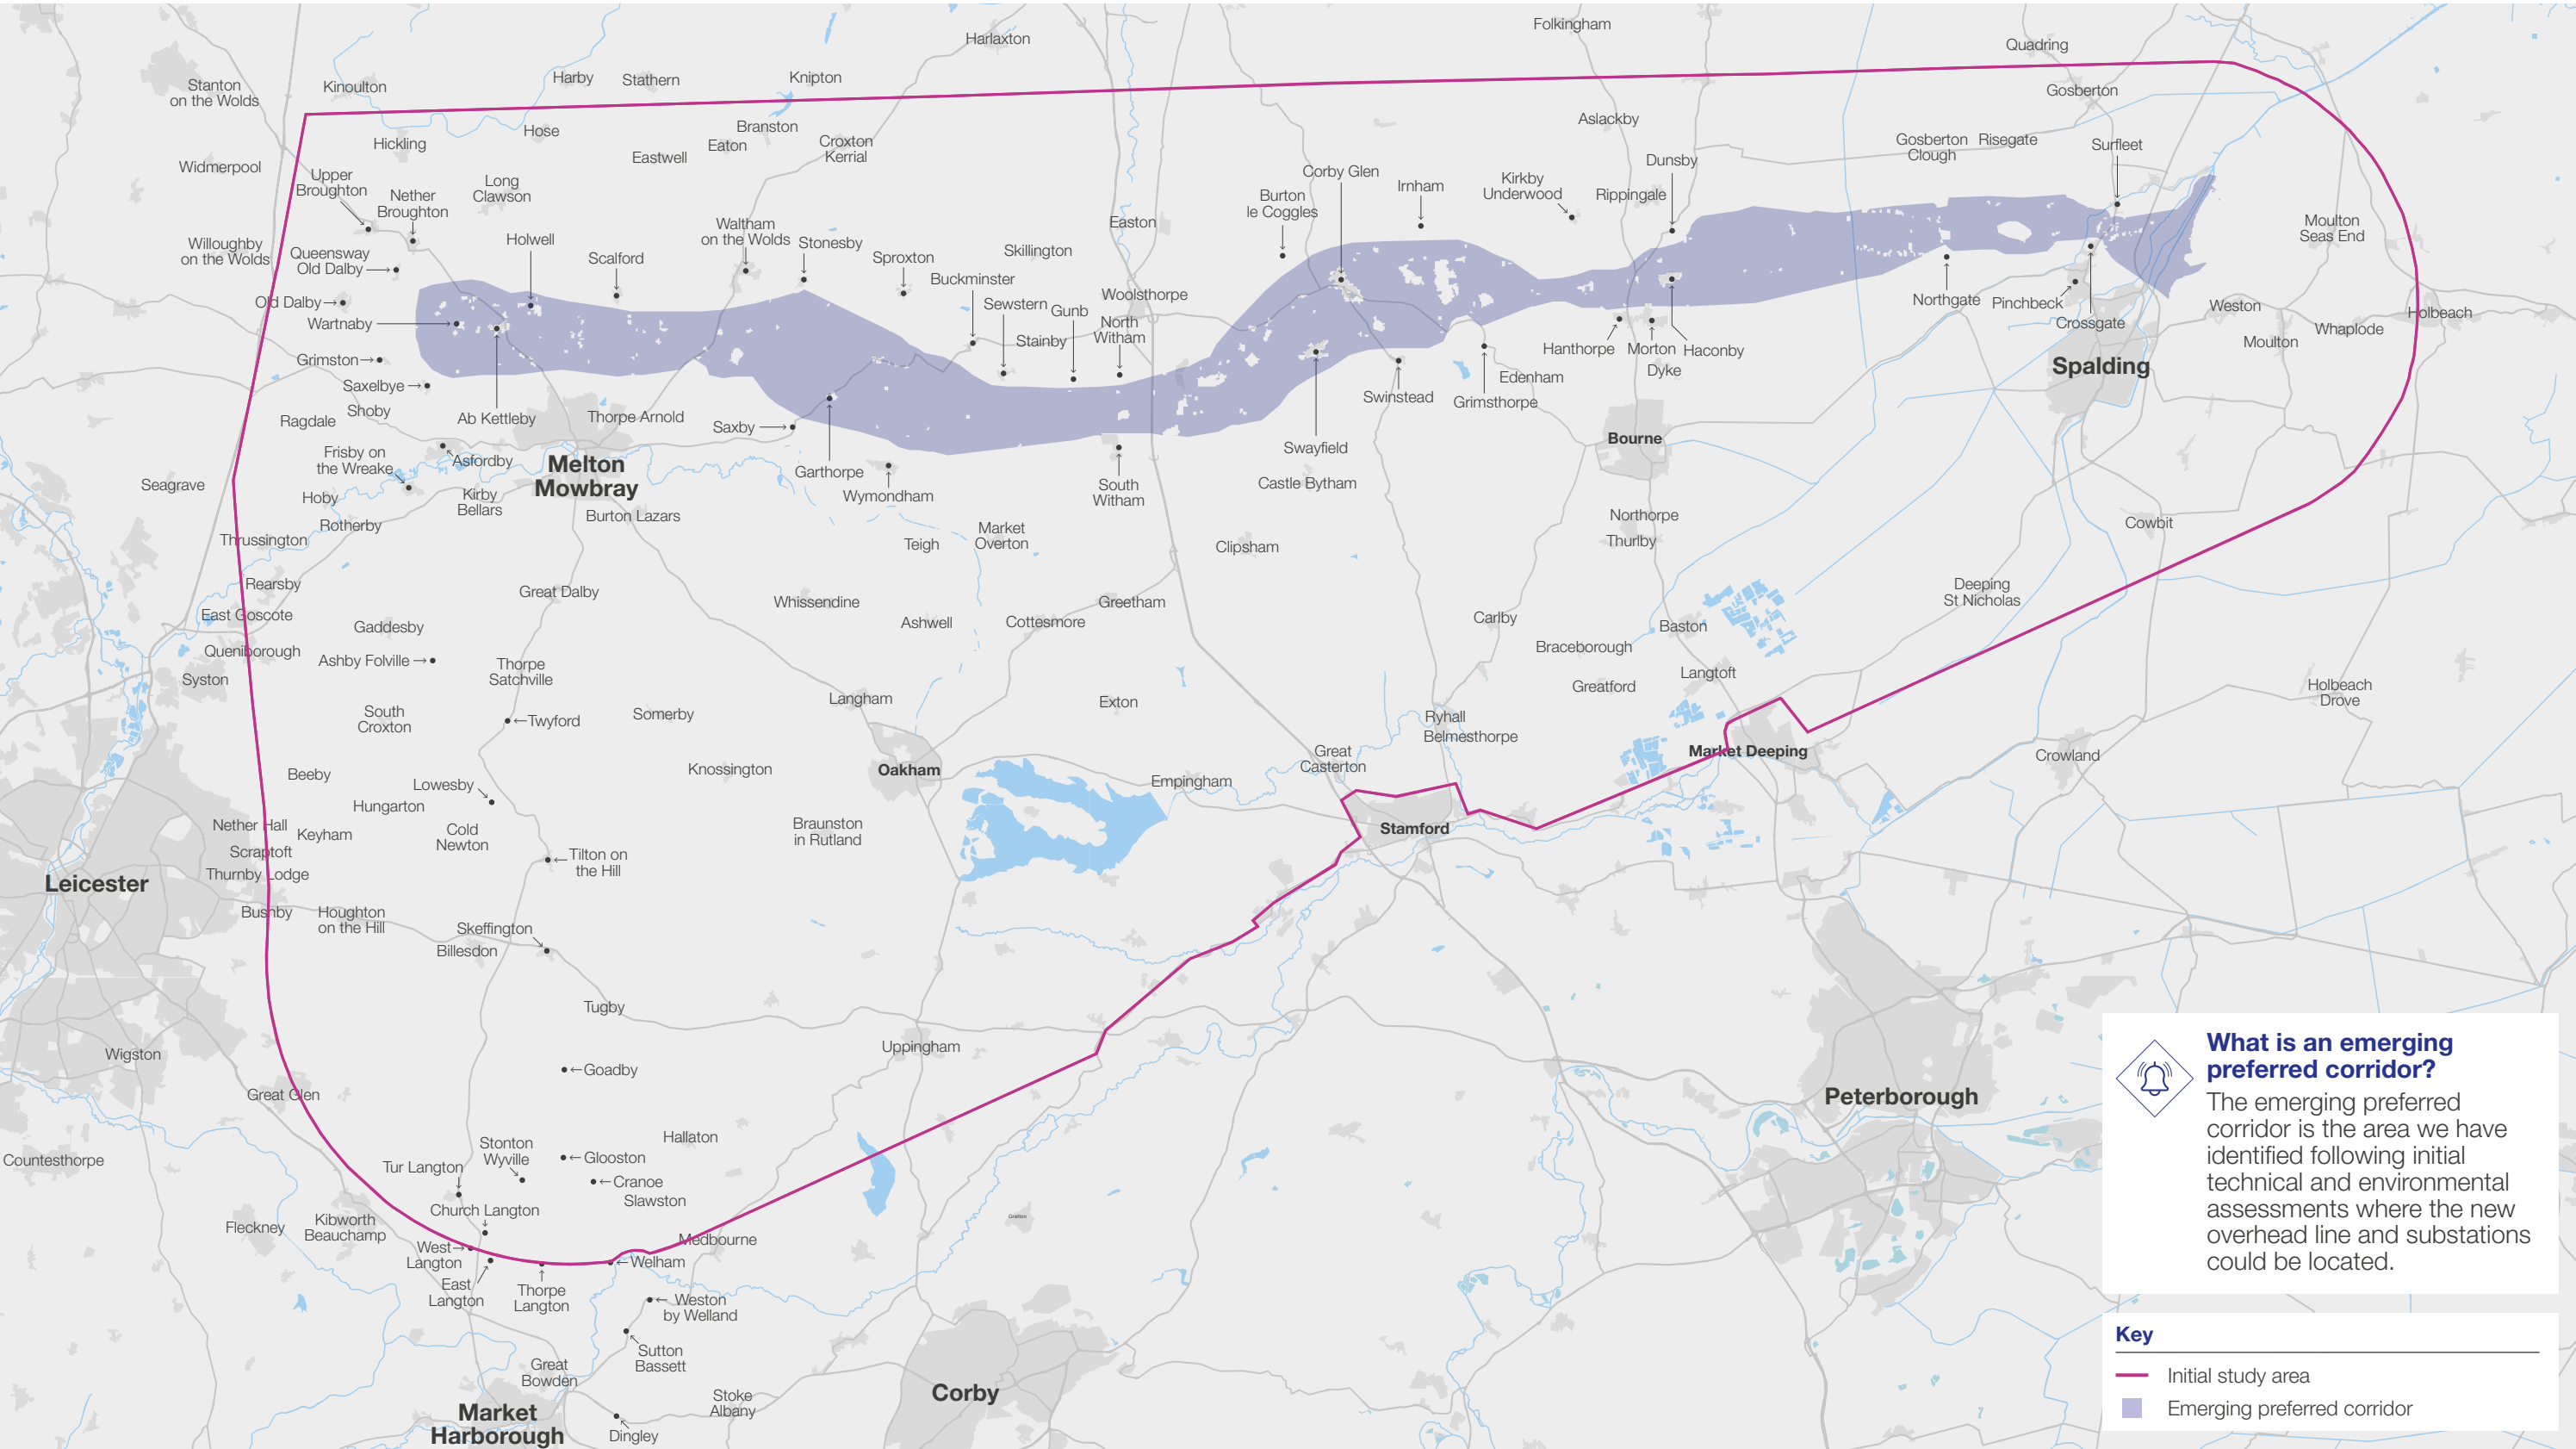 Folkingham
Harlaxton
Quadring
Stanton
on the Wolds
Kinoulton
Harby
Stathern
Knipton
Gosberton
Hickling
Hose
Branston
Eaton
Eastwell
Croxton
Kerrial
Aslackby
Gosberton
Clough
Risegate
Surfleet
Widmerpool
Upper
Broughton
Nether
Broughton
Long
Clawson
Corby Glen
Irnham
Kirkby
Underwood
Dunsby
Rippingale
Burton
le Coggles
Easton
Moulton
Seas End
Willoughby
on the Wolds
Queensway
Old Dalby
Holwell
Scalford
Waltham
on the Wolds
Stonesby
Sproxton
Skillington
Buckminster
Sewstern
Gunb
Woolsthorpe
North
Witham
Stainby
Old Dalby
Wartnaby
Grimston
Saxelbye
Shoby
Ragdale
Ab Kettleby
Thorpe Arnold
Saxby
Northgate
Pinchbeck
Crossgate
Weston
Moulton
Whaplode
Holbeach
Spalding
Hanthorpe
Morton
Haconby
Dyke
Edenham
Grimsthorpe
Swinstead
Swayfield
Bourne
Frisby on
the Wreake
Asfordby
Melton
Mowbray
Garthorpe
Wymondham
South
Witham
Castle Bytham
Seagrave
Hoby
Kirby
Bellars
Rotherby
Burton Lazars
Thrussington
Teigh
Market
Overton
Clipsham
Northorpe
Thurlby
Cowbit
Rearsby
East Goscote
Queniborough
Syston
Gaddesby
Great Dalby
Ashby Folville
Thorpe
Satchville
Whissendine
Ashwell
Cottesmore
Greetham
Carlby
Braceborough
Baston
Greatford
Langtoft
Deeping
St Nicholas
South
Croxton
Twyford
Somerby
Langham
Exton
Ryhall
Belmesthorpe
Great
Casterton
Market Deeping
Holbeach
Drove
Crowland
Beeby
Lowesby
Hungarton
Knossington
Oakham
Empingham
Nether Hall
Keyham
Scraptoft
Thurnby Lodge
Cold
Newton
Tilton on
the Hill
Braunston
in Rutland
Stamford
Leicester
Bushby
Houghton
on the Hill
Skeffington
Billesdon
Tugby
Uppingham
Wigston
Goadby
Great Glen
Peterborough
Hallaton
Stonton
Wyville
Glooston
Tur Langton
Cranoe
Slawston
Countesthorpe
Church Langton
Fleckney
Kibworth
Beauchamp
West
Langton
Medbourne
Welham
East
Langton
Thorpe
Langton
Weston
by Welland
Gretton
Sutton
Bassett
Great
Bowden
Stoke
Albany
Corby
Market
Harborough
Dingley
What is an emerging
preferred corridor?
The emerging preferred
corridor is the area we have
identified following initial
technical and environmental
assessments where the new
overhead line and substations
could be located.
Key
Initial study area
Emerging preferred corridor